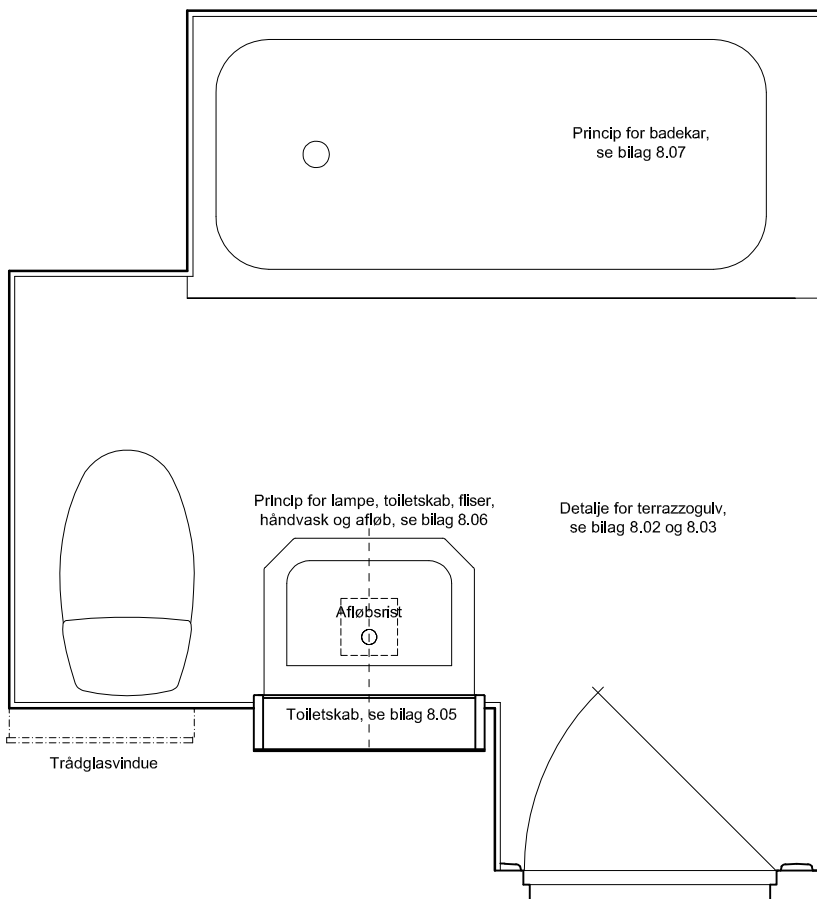 Princip for badekar,
se bilag 8.07
Princip for lampe, toiletskab, fliser,
håndvask og afløb, se bilag 8.06
Detalje for terrazzogulv,
se bilag 8.02 og 8.03
Afløbsrist
Toiletskab, se bilag 8.05
Trådglasvindue